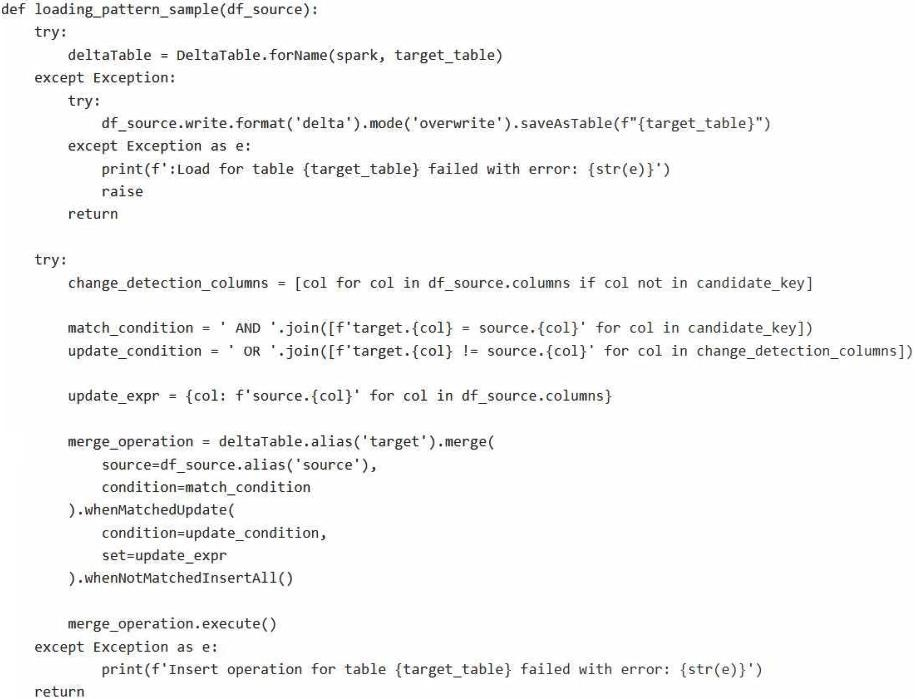 def loading_pattern_sample(df_source):
    try:
        deltaTable = DeltaTable.forName(spark, target_table)
    except Exception:
        try:
            df_source.write.format('delta').mode('overwrite').saveAsTable(f"{target_table}")
        except Exception as e:
            print(f':Load for table {target_table} failed with error: {str(e)}')
            raise
        return

    try:
        change_detection_columns = [col for col in df_source.columns if col not in candidate_key]

        match_condition = ' AND '.join([f'target.{col} = source.{col}' for col in candidate_key])
        update_condition = ' OR '.join([f'target.{col} != source.{col}' for col in change_detection_columns])

        update_expr = {col: f'source.{col}' for col in df_source.columns}

        merge_operation = deltaTable.alias('target').merge(
            source=df_source.alias('source'),
            condition=match_condition
        ).whenMatchedUpdate(
            condition=update_condition,
            set=update_expr
        ).whenNotMatchedInsertAll()

        merge_operation.execute()
    except Exception as e:
            print(f'Insert operation for table {target_table} failed with error: {str(e)}')
    return